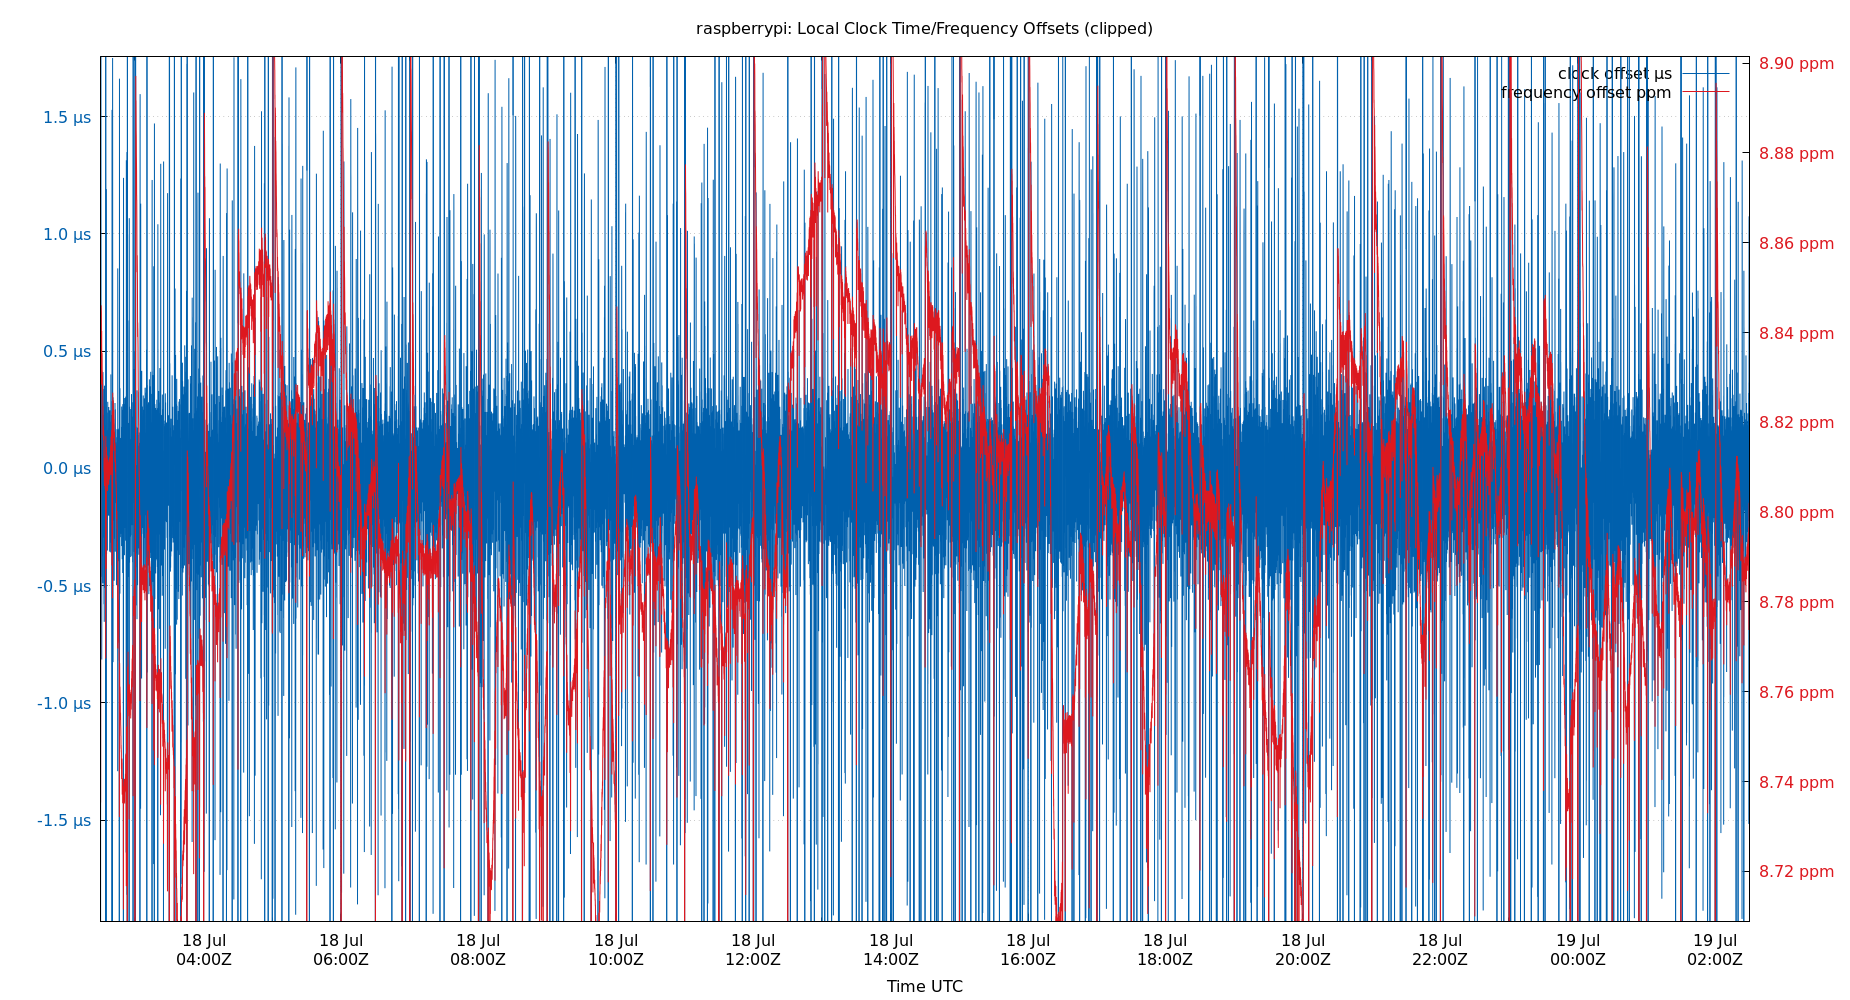 raspberrypi: Local Clock Time/Frequency Offsets (clipped)
clock offset µs
frequency offset ppm
1.5 µs
1.0 µs
0.5 µs
0.0 µs
-0.5 µs
-1.0 µs
-1.5 µs
8.90 ppm
8.88 ppm
8.86 ppm
8.84 ppm
8.82 ppm
8.80 ppm
8.78 ppm
8.76 ppm
8.74 ppm
8.72 ppm
18 Jul 18 Jul 18 Jul 18 Jul 18 Jul 18 Jul 18 Jul 18 Jul 18 Jul 18 Jul 19 Jul 19 Jul
04:00Z 06:00Z 08:00Z 10:00Z 12:00Z 14:00Z 16:00Z 18:00Z 20:00Z 22:00Z 00:00Z 02:00Z
Time UTC